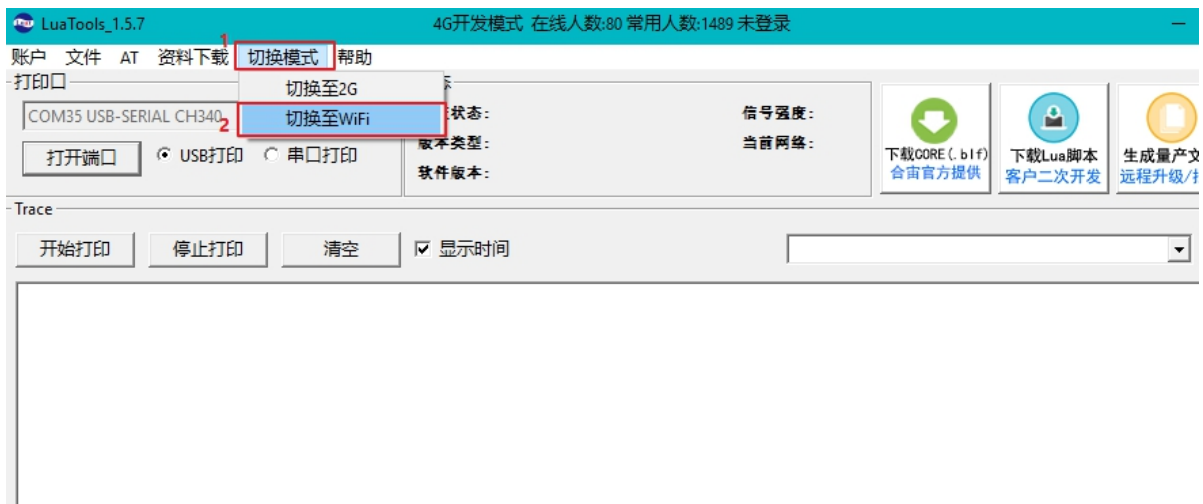 LuaTools_1.5.7 4G开发模式 在线人数:80 常用人数:1489 未登录
1
账户 文件 AT 资料下载 切换模式 帮助
打印口
切换至2G
COM35 USB-SERIAL CH340
2
切换至WiFi
状态:
信号强度:
打开端口 USB打印 串口打印
版本类型:
当前网络:
软件版本:
下载CORE(.blf)
合宙官方提供
下载Lua脚本
客户二次开发
生成量产文
远程升级/
Trace
开始打印 停止打印 清空 显示时间